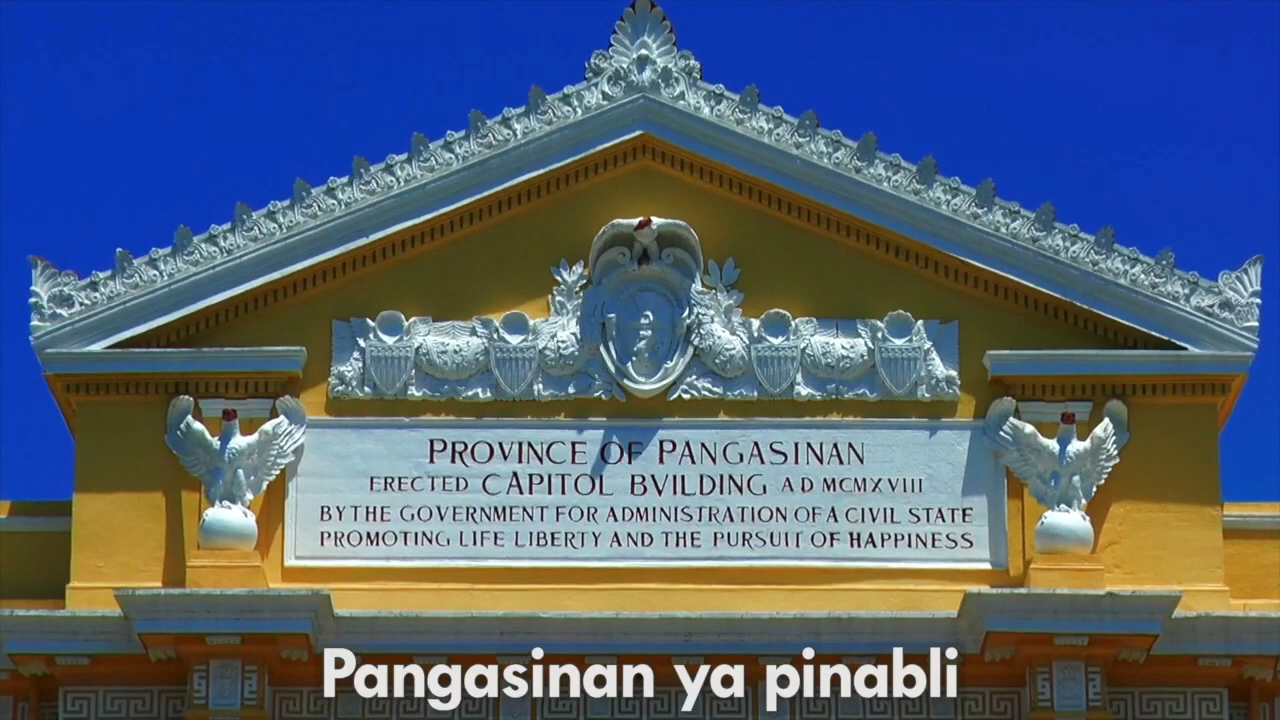 PROVINCE OF PANGASINAN
ERECTED CAPITOL BVILDING A D MCMXVIII
BY THE GOVERNMENT FOR ADMINISTRATION OF A CIVIL STATE
PROMOTING LIFE LIBERTY AND THE PURSUIT OF HAPPINESS
Pangasinan ya pinabli